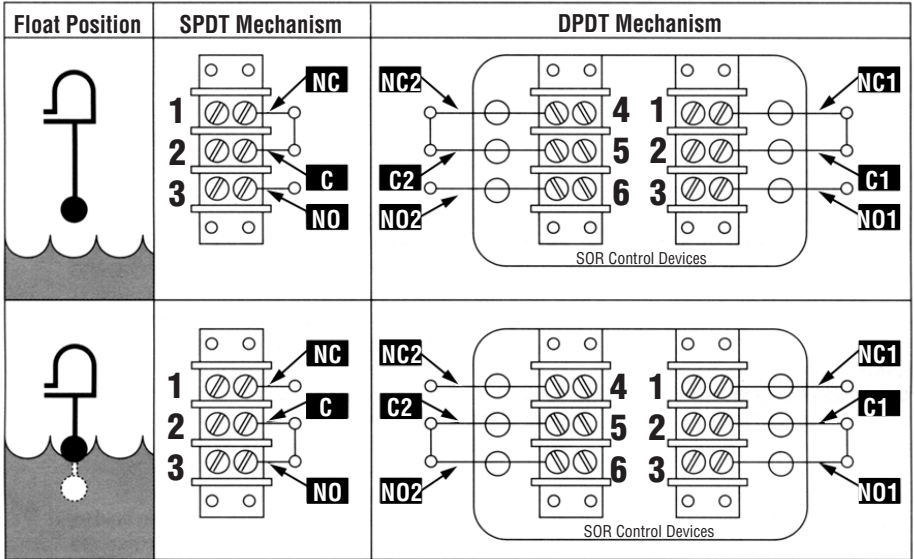 Float Position SPDT Mechanism DPDT Mechanism
NC NC2 NC1
1 4 1
2 5 2
C C2 C1
3 6 3
NO NO2 NO1
SOR Control Devices
NC NC2 NC1
1 4 1
C C2 C1
2 5 2
3 6 3
NO NO2 NO1
SOR Control Devices